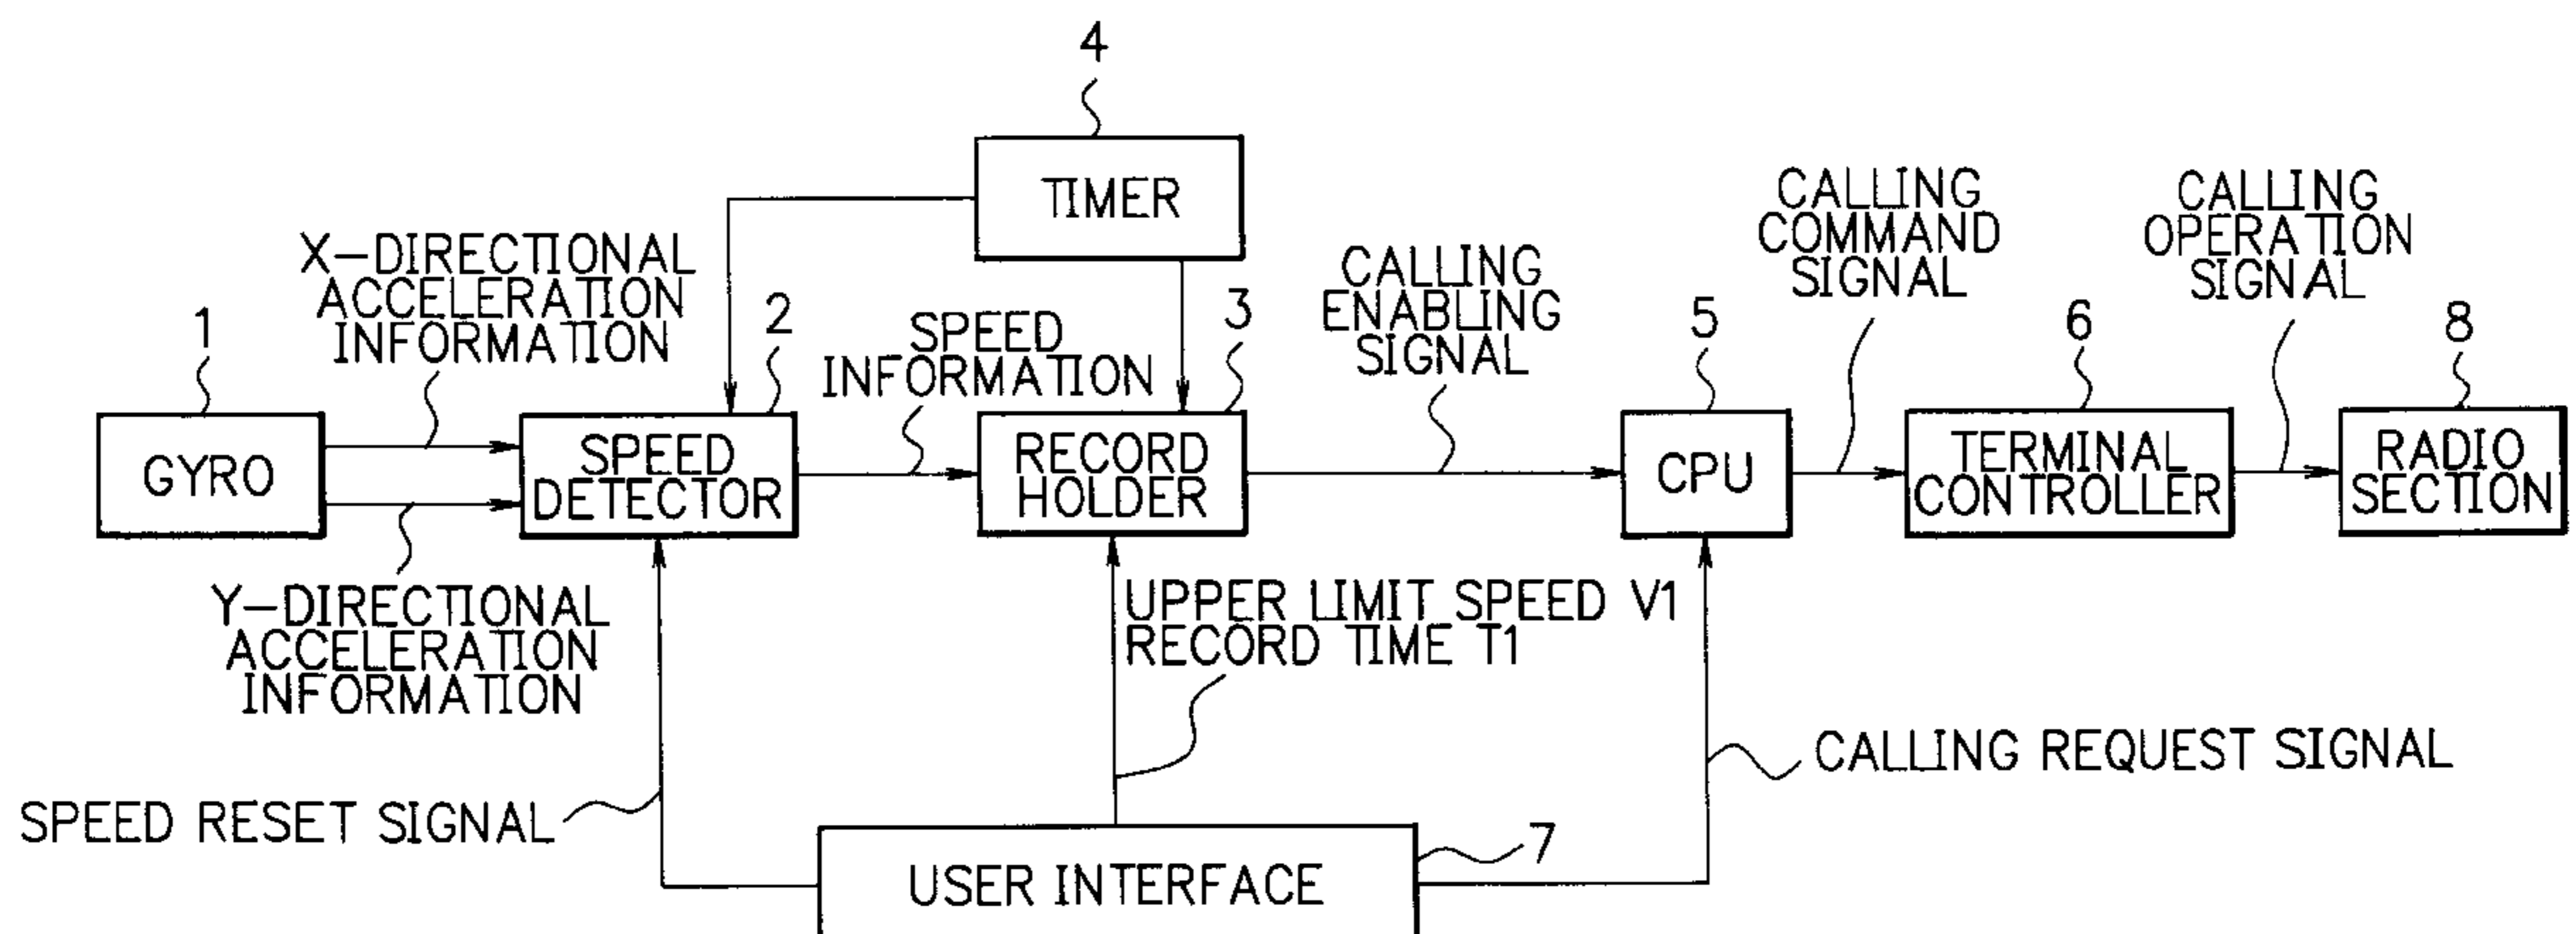 4
TIMER
X-DIRECTIONAL
ACCELERATION
INFORMATION
1
GYRO
Y-DIRECTIONAL
ACCELERATION
INFORMATION
2
SPEED
DETECTOR
SPEED
INFORMATION
3
RECORD
HOLDER
CALLING
ENABLING
SIGNAL
5
CPU
CALLING
COMMAND
SIGNAL
6
TERMINAL
CONTROLLER
CALLING
OPERATION
SIGNAL
8
RADIO
SECTION
UPPER LIMIT SPEED V1
RECORD TIME T1
SPEED RESET SIGNAL
CALLING REQUEST SIGNAL
7
USER INTERFACE